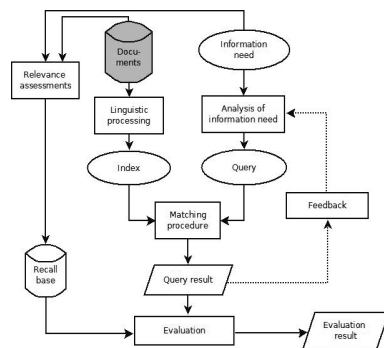 Docu-
ments
Information
need
Relevance
assessments
Linguistic
processing
Analysis of
information need
Index
Query
Matching
procedure
Feedback
Recall
base
Query result
Evaluation
Evaluation
result